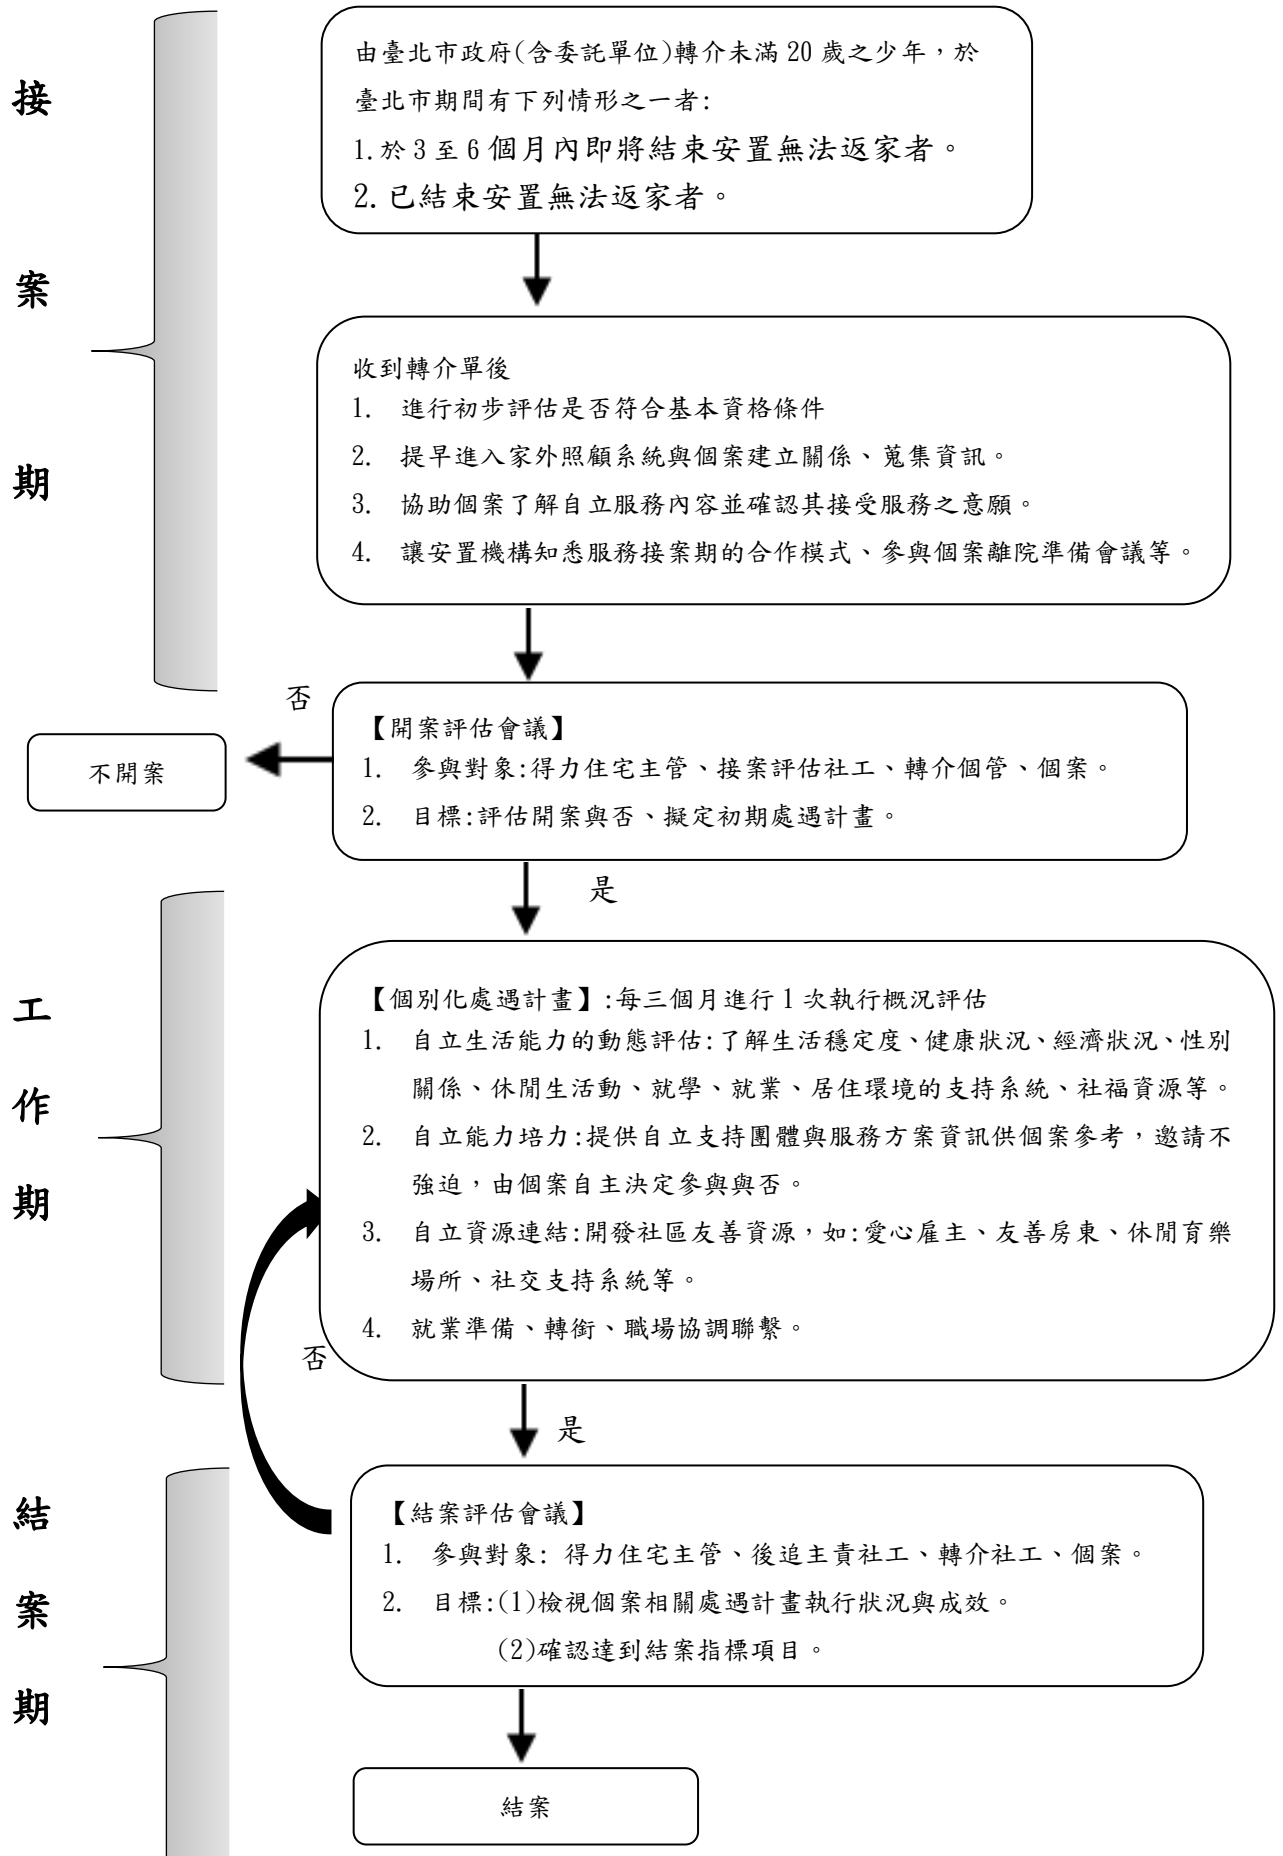 接
案
期
由臺北市政府(含委託單位)轉介未滿 20 歲之少年，於
臺北市期間有下列情形之一者:
1.於 3 至 6 個月內即將結束安置無法返家者。
2.已結束安置無法返家者。
收到轉介單後
1. 進行初步評估是否符合基本資格條件
2. 提早進入家外照顧系統與個案建立關係、蒐集資訊。
3. 協助個案了解自立服務內容並確認其接受服務之意願。
4. 讓安置機構知悉服務接案期的合作模式、參與個案離院準備會議等。
否
不開案
【開案評估會議】
1. 參與對象:得力住宅主管、接案評估社工、轉介個管、個案。
2. 目標:評估開案與否、擬定初期處遇計畫。
是
工
作
期
【個別化處遇計畫】:每三個月進行 1 次執行概況評估
1. 自立生活能力的動態評估:了解生活穩定度、健康狀況、經濟狀況、性別
關係、休閒生活動、就學、就業、居住環境的支持系統、社福資源等。
2. 自立能力培力:提供自立支持團體與服務方案資訊供個案參考，邀請不
強迫，由個案自主決定參與與否。
3. 自立資源連結:開發社區友善資源，如:愛心雇主、友善房東、休閒育樂
場所、社交支持系統等。
4. 就業準備、轉銜、職場協調聯繫。
否
是
結
案
期
【結案評估會議】
1. 參與對象: 得力住宅主管、後追主責社工、轉介社工、個案。
2. 目標:(1)檢視個案相關處遇計畫執行狀況與成效。
(2)確認達到結案指標項目。
結案